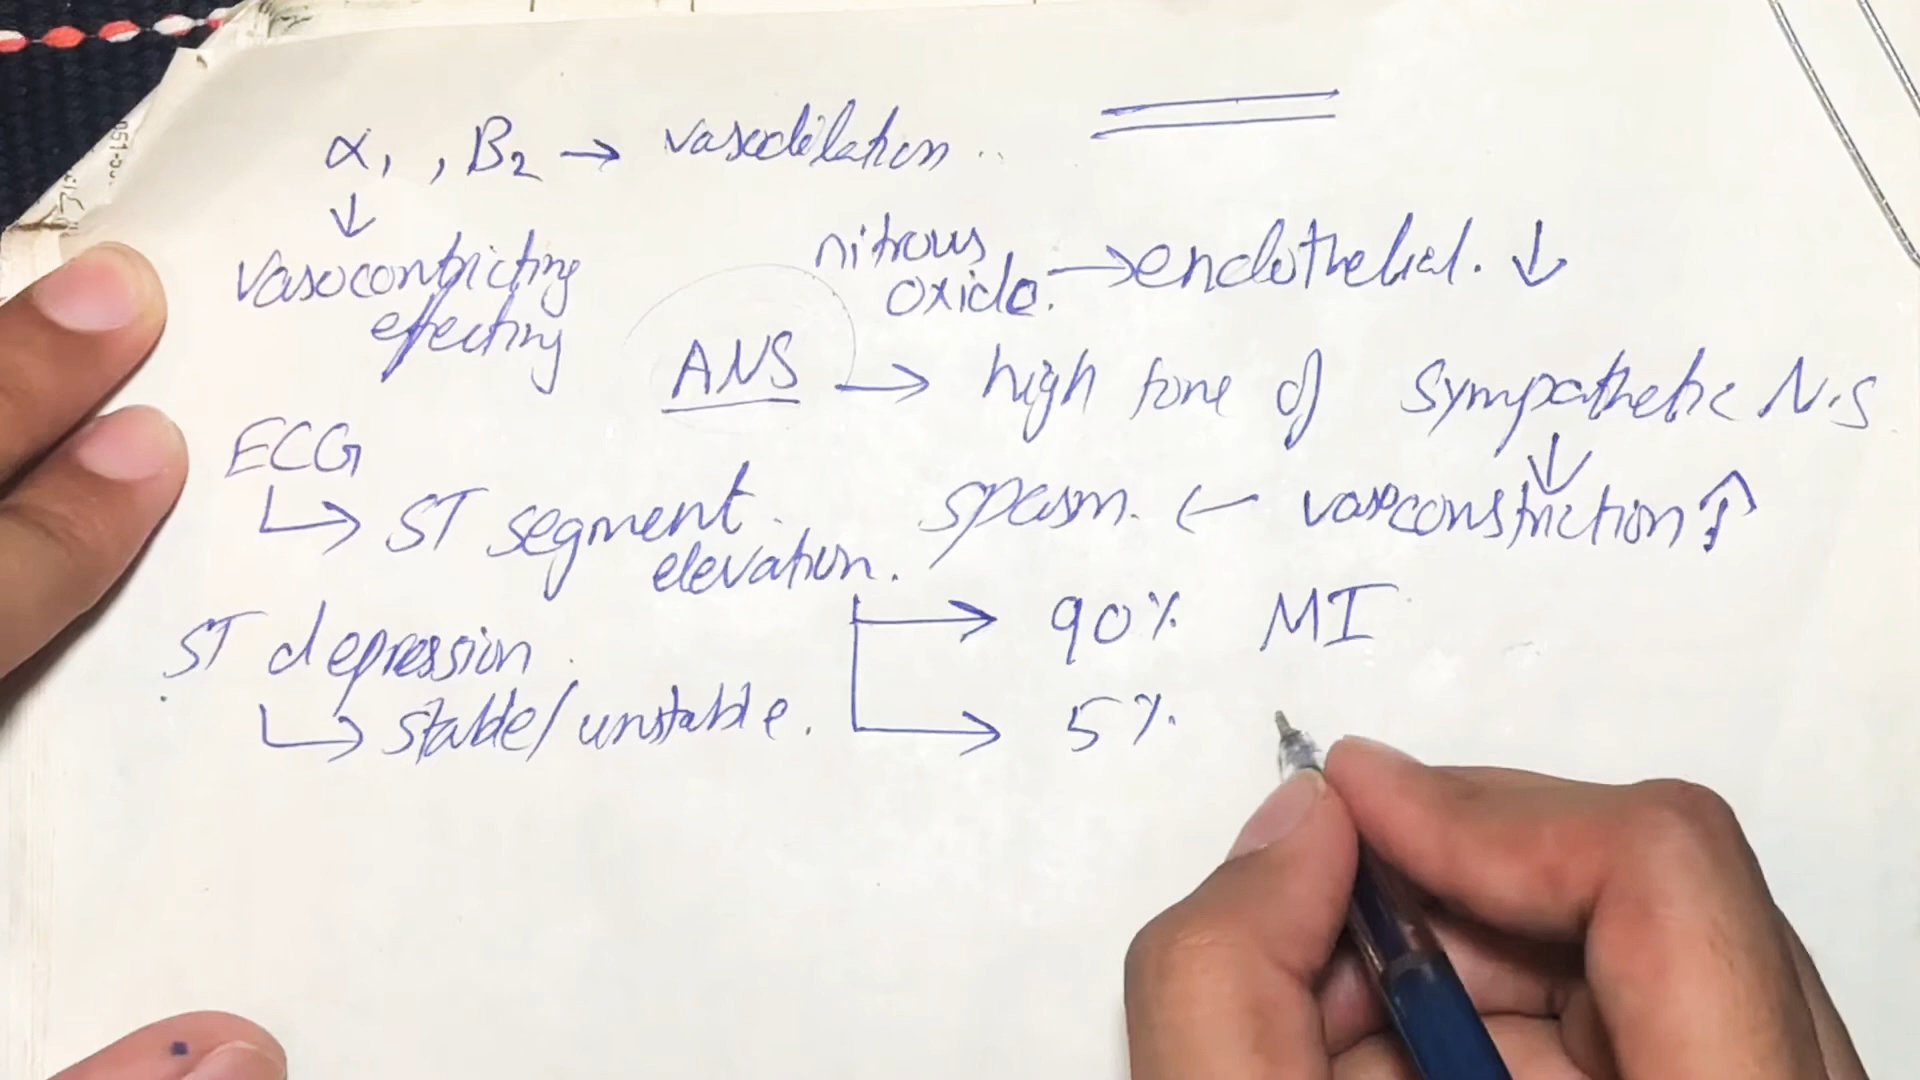 α1, B2 → vasodilation..
↓
vasocontricting
effecting
nitrous
oxide. → endothelial. ↓
ANS → high tone of Sympathetic N.S
↓
spasm. ← vasoconstriction ↑
ECG
↳ ST segment
elevation.
→ 90% MI
→ 5%
ST depression
↳ stable/unstable.